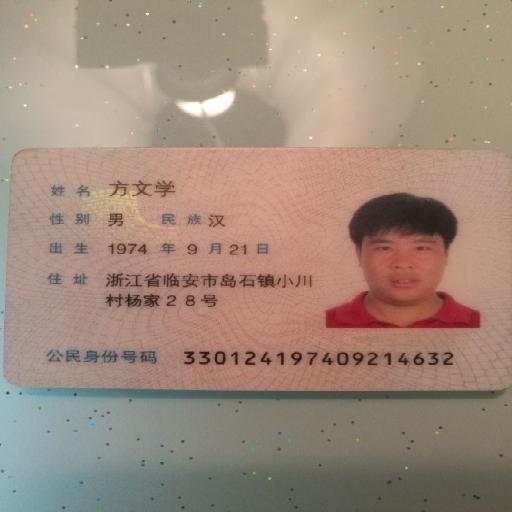 姓名 方文学
性别 男 民族 汉
出生 1974 年 9 月 21 日
住址 浙江省临安市岛石镇小川
村杨家28号
公民身份号码 330124197409214632